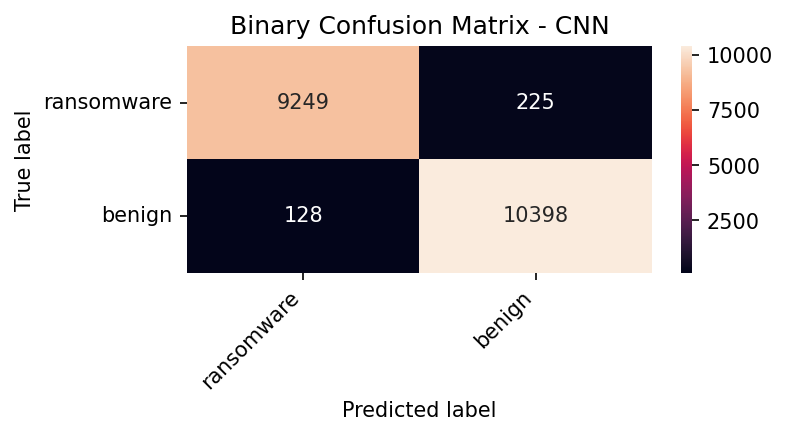 Binary Confusion Matrix - CNN
True label
ransomware
9249
225
benign
128
10398
10000
7500
5000
2500
ransomware
benign
Predicted label